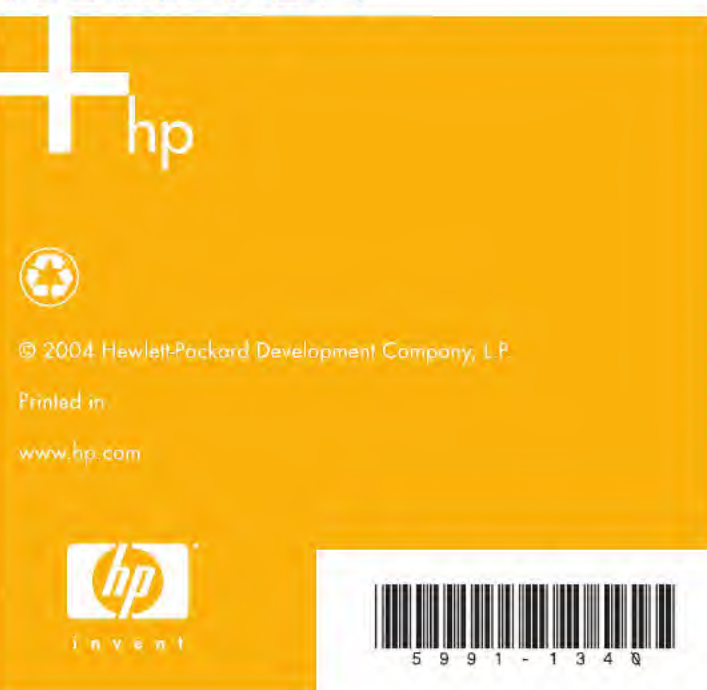 hp
© 2004 Hewlett-Packard Development Company, L.P.
Printed in
www.hp.com
hp
invent
5991-1340